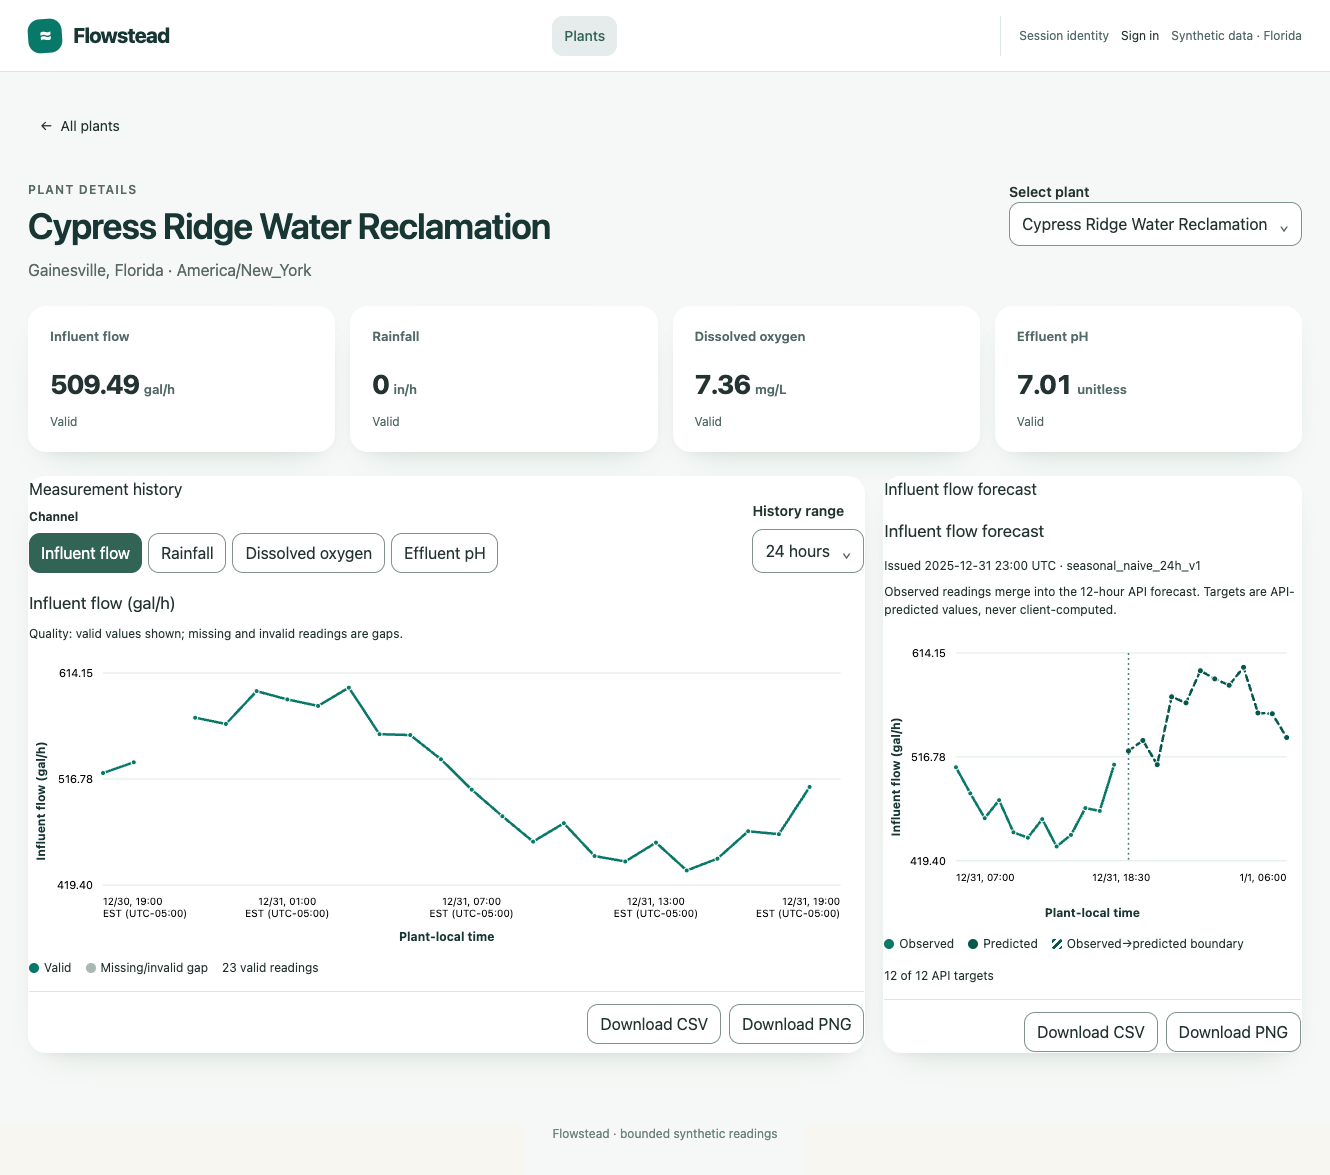 Flowstead
Plants
Session identity
Sign in
Synthetic data · Florida
← All plants
PLANT DETAILS
Cypress Ridge Water Reclamation
Gainesville, Florida · America/New_York
Select plant
Cypress Ridge Water Reclamation
Influent flow
509.49 gal/h
Valid
Rainfall
0 in/h
Valid
Dissolved oxygen
7.36 mg/L
Valid
Effluent pH
7.01 unitless
Valid
Measurement history
Channel
Influent flow
Rainfall
Dissolved oxygen
Effluent pH
History range
24 hours
Influent flow (gal/h)
Quality: valid values shown; missing and invalid readings are gaps.
614.15
516.78
419.40
Influent flow (gal/h)
12/30, 19:00
EST (UTC-05:00)
12/31, 01:00
EST (UTC-05:00)
12/31, 07:00
EST (UTC-05:00)
12/31, 13:00
EST (UTC-05:00)
12/31, 19:00
EST (UTC-05:00)
Plant-local time
Valid
Missing/invalid gap
23 valid readings
Download CSV
Download PNG
Influent flow forecast
Influent flow forecast
Issued 2025-12-31 23:00 UTC · seasonal_naive_24h_v1
Observed readings merge into the 12-hour API forecast. Targets are API-
predicted values, never client-computed.
614.15
516.78
419.40
Influent flow (gal/h)
12/31, 07:00
12/31, 18:30
1/1, 06:00
Plant-local time
Observed
Predicted
Observed→predicted boundary
12 of 12 API targets
Download CSV
Download PNG
Flowstead · bounded synthetic readings